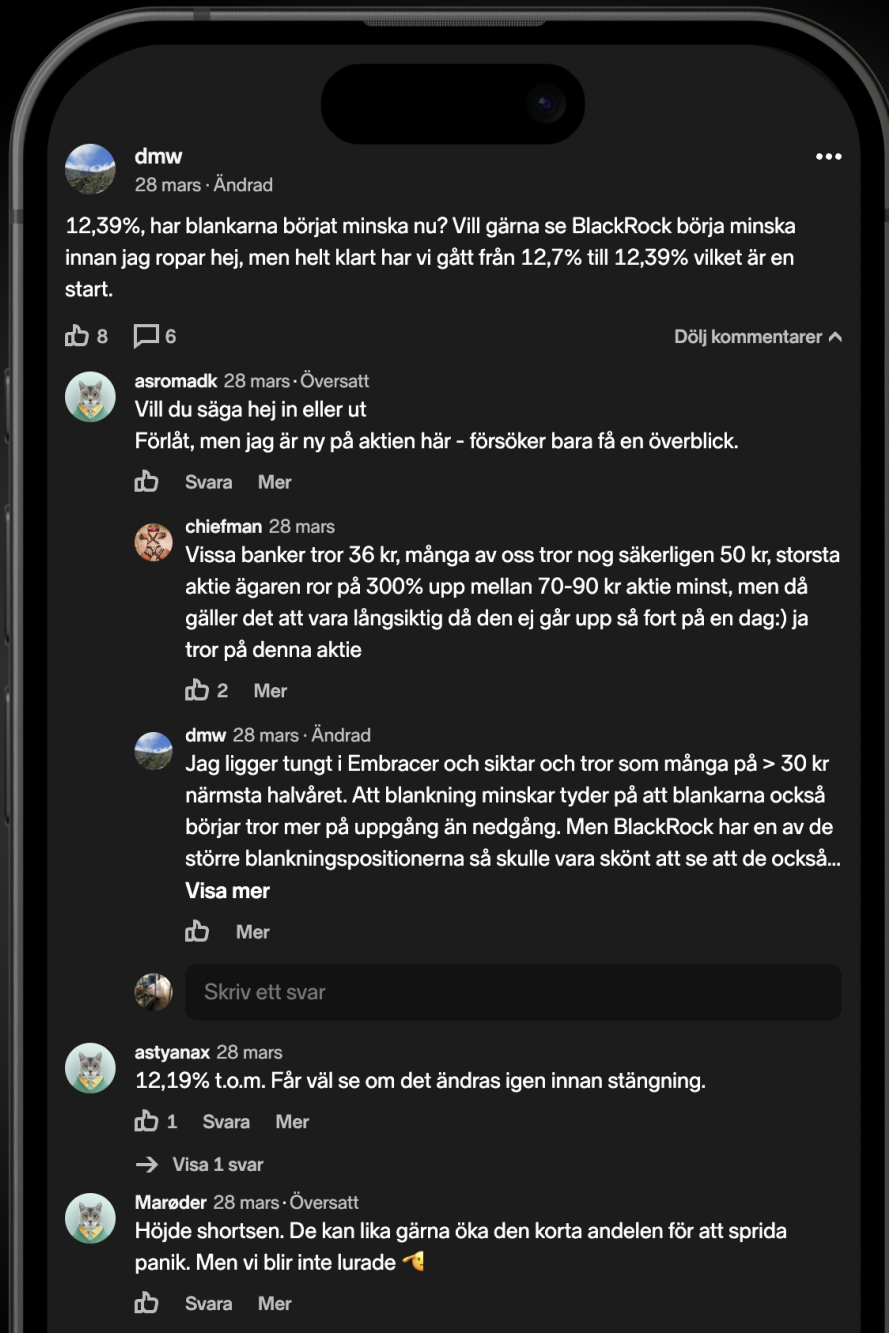 dmw
28 mars · Ändrad
12,39%, har blankarna börjat minska nu? Vill gärna se BlackRock börja minska
innan jag ropar hej, men helt klart har vi gått från 12,7% till 12,39% vilket är en
start.
8 6 Dölj kommentarer
asromadk 28 mars · Översatt
Vill du säga hej in eller ut
Förlåt, men jag är ny på aktien här - försöker bara få en överblick.
Svara Mer
chiefman 28 mars
Vissa banker tror 36 kr, många av oss tror nog säkerligen 50 kr, storsta
aktie ägaren ror på 300% upp mellan 70-90 kr aktie minst, men då
gäller det att vara långsiktig då den ej går upp så fort på en dag:) ja
tror på denna aktie
2 Mer
dmw 28 mars · Ändrad
Jag ligger tungt i Embracer och siktar och tror som många på > 30 kr
närmsta halvåret. Att blankning minskar tyder på att blankarna också
börjar tror mer på uppgång än nedgång. Men BlackRock har en av de
större blankningspositionerna så skulle vara skönt att se att de också...
Visa mer
Mer
Skriv ett svar
astyanax 28 mars
12,19% t.o.m. Får väl se om det ändras igen innan stängning.
1 Svara Mer
Visa 1 svar
Marøder 28 mars · Översatt
Höjde shortsen. De kan lika gärna öka den korta andelen för att sprida
panik. Men vi blir inte lurade 🫡
Svara Mer